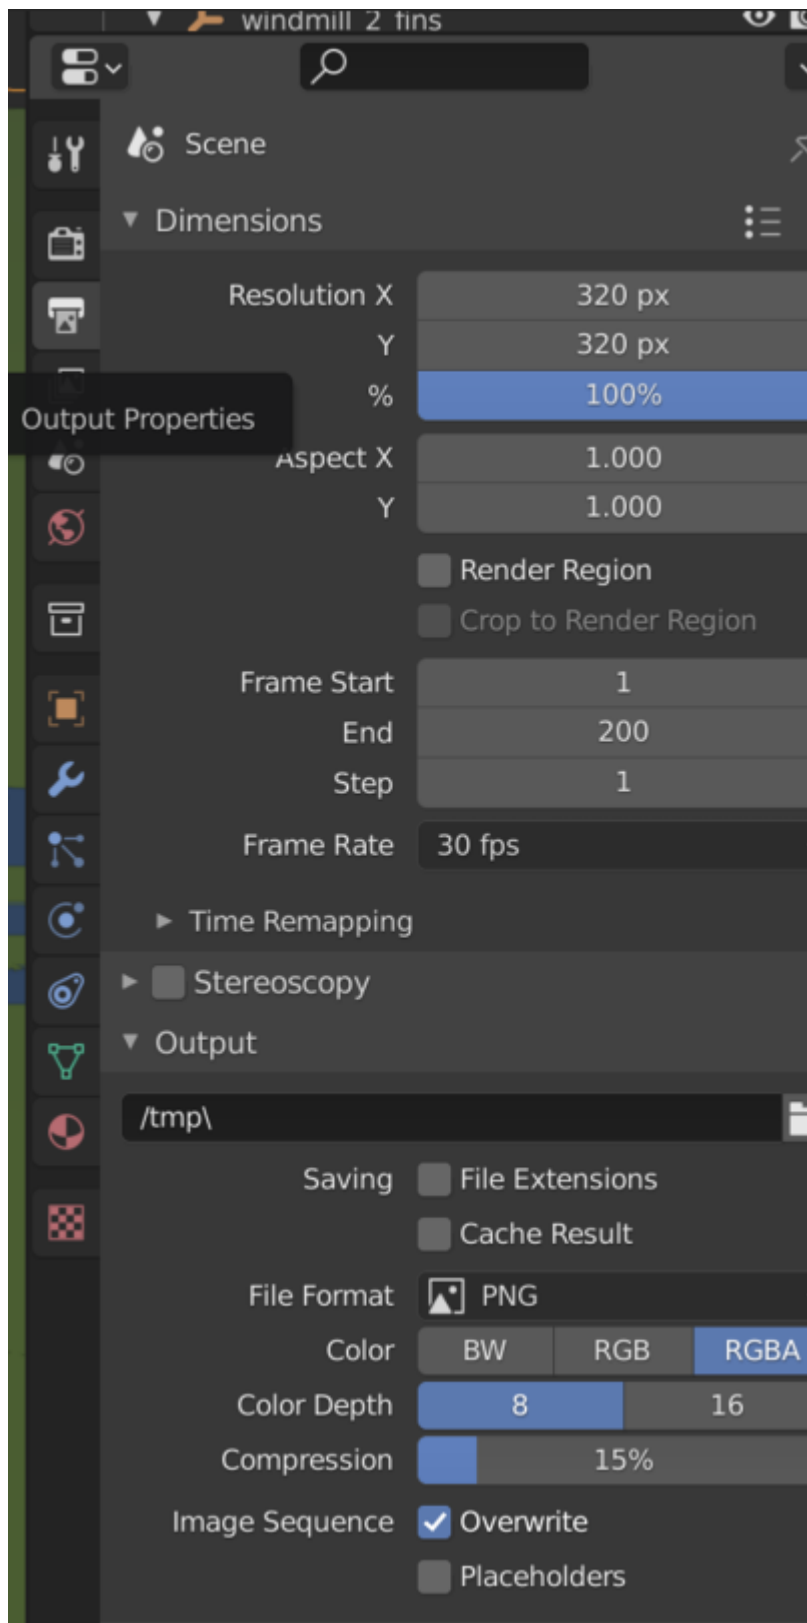 windmill_2_fins
Scene
Dimensions
Resolution X 320 px
Y 320 px
% 100%
Output Properties
Aspect X 1.000
Y 1.000
Render Region
Crop to Render Region
Frame Start 1
End 200
Step 1
Frame Rate 30 fps
Time Remapping
Stereoscopy
Output
/tmp\
Saving File Extensions
Cache Result
File Format PNG
Color BW RGB RGBA
Color Depth 8 16
Compression 15%
Image Sequence Overwrite
Placeholders